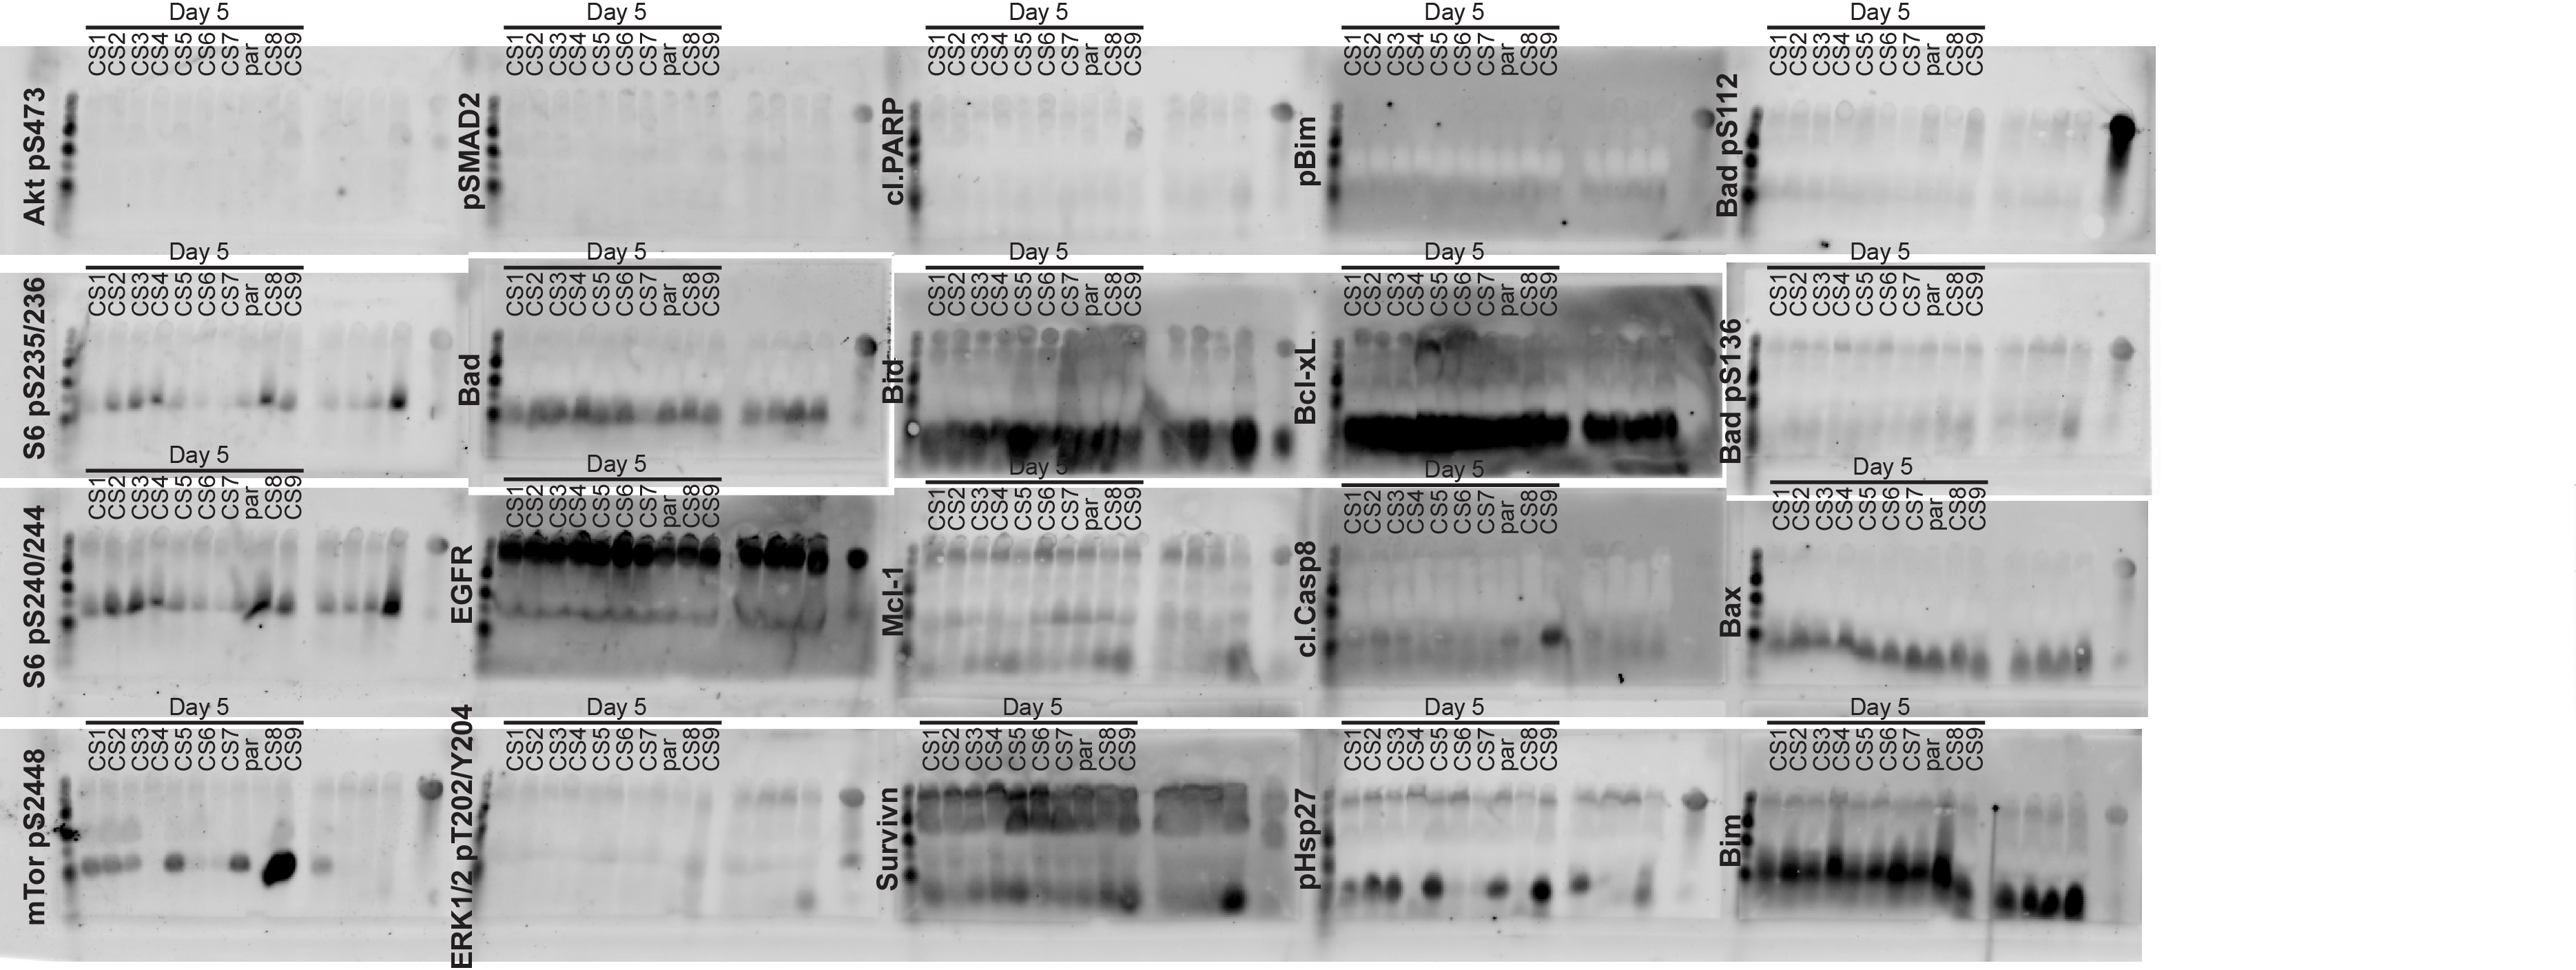 Day 5 Day 5 Day 5 Day 5 Day 5
CS1 CS2 CS3 CS4 CS5 CS6 CS7 par CS8 CS9 CS1 CS2 CS3 CS4 CS5 CS6 CS7 par CS8 CS9 CS1 CS2 CS3 CS4 CS5 CS6 CS7 par CS8 CS9 CS1 CS2 CS3 CS4 CS5 CS6 CS7 par CS8 CS9 CS1 CS2 CS3 CS4 CS5 CS6 CS7 par CS8 CS9
Akt pS473 pSMAD2 cl.PARP pBim Bad pS112
Day 5 Day 5 Day 5 Day 5 Day 5
CS1 CS2 CS3 CS4 CS5 CS6 CS7 par CS8 CS9 CS1 CS2 CS3 CS4 CS5 CS6 CS7 par CS8 CS9 CS1 CS2 CS3 CS4 CS5 CS6 CS7 par CS8 CS9 CS1 CS2 CS3 CS4 CS5 CS6 CS7 par CS8 CS9 CS1 CS2 CS3 CS4 CS5 CS6 CS7 par CS8 CS9
S6 pS235/236 Bad Bid Bcl-xL Bad pS136
Day 5 Day 5 Day 5 Day 5 Day 5
CS1 CS2 CS3 CS4 CS5 CS6 CS7 par CS8 CS9 CS1 CS2 CS3 CS4 CS5 CS6 CS7 par CS8 CS9 CS1 CS2 CS3 CS4 CS5 CS6 CS7 par CS8 CS9 CS1 CS2 CS3 CS4 CS5 CS6 CS7 par CS8 CS9 CS1 CS2 CS3 CS4 CS5 CS6 CS7 par CS8 CS9
S6 pS240/244 EGFR Mcl-1 cl.Casp8 Bax
Day 5 Day 5 Day 5 Day 5 Day 5
CS1 CS2 CS3 CS4 CS5 CS6 CS7 par CS8 CS9 CS1 CS2 CS3 CS4 CS5 CS6 CS7 par CS8 CS9 CS1 CS2 CS3 CS4 CS5 CS6 CS7 par CS8 CS9 CS1 CS2 CS3 CS4 CS5 CS6 CS7 par CS8 CS9 CS1 CS2 CS3 CS4 CS5 CS6 CS7 par CS8 CS9
mTor pS2448 ERK1/2 pT202/Y204 Survivn pHsp27 Bim